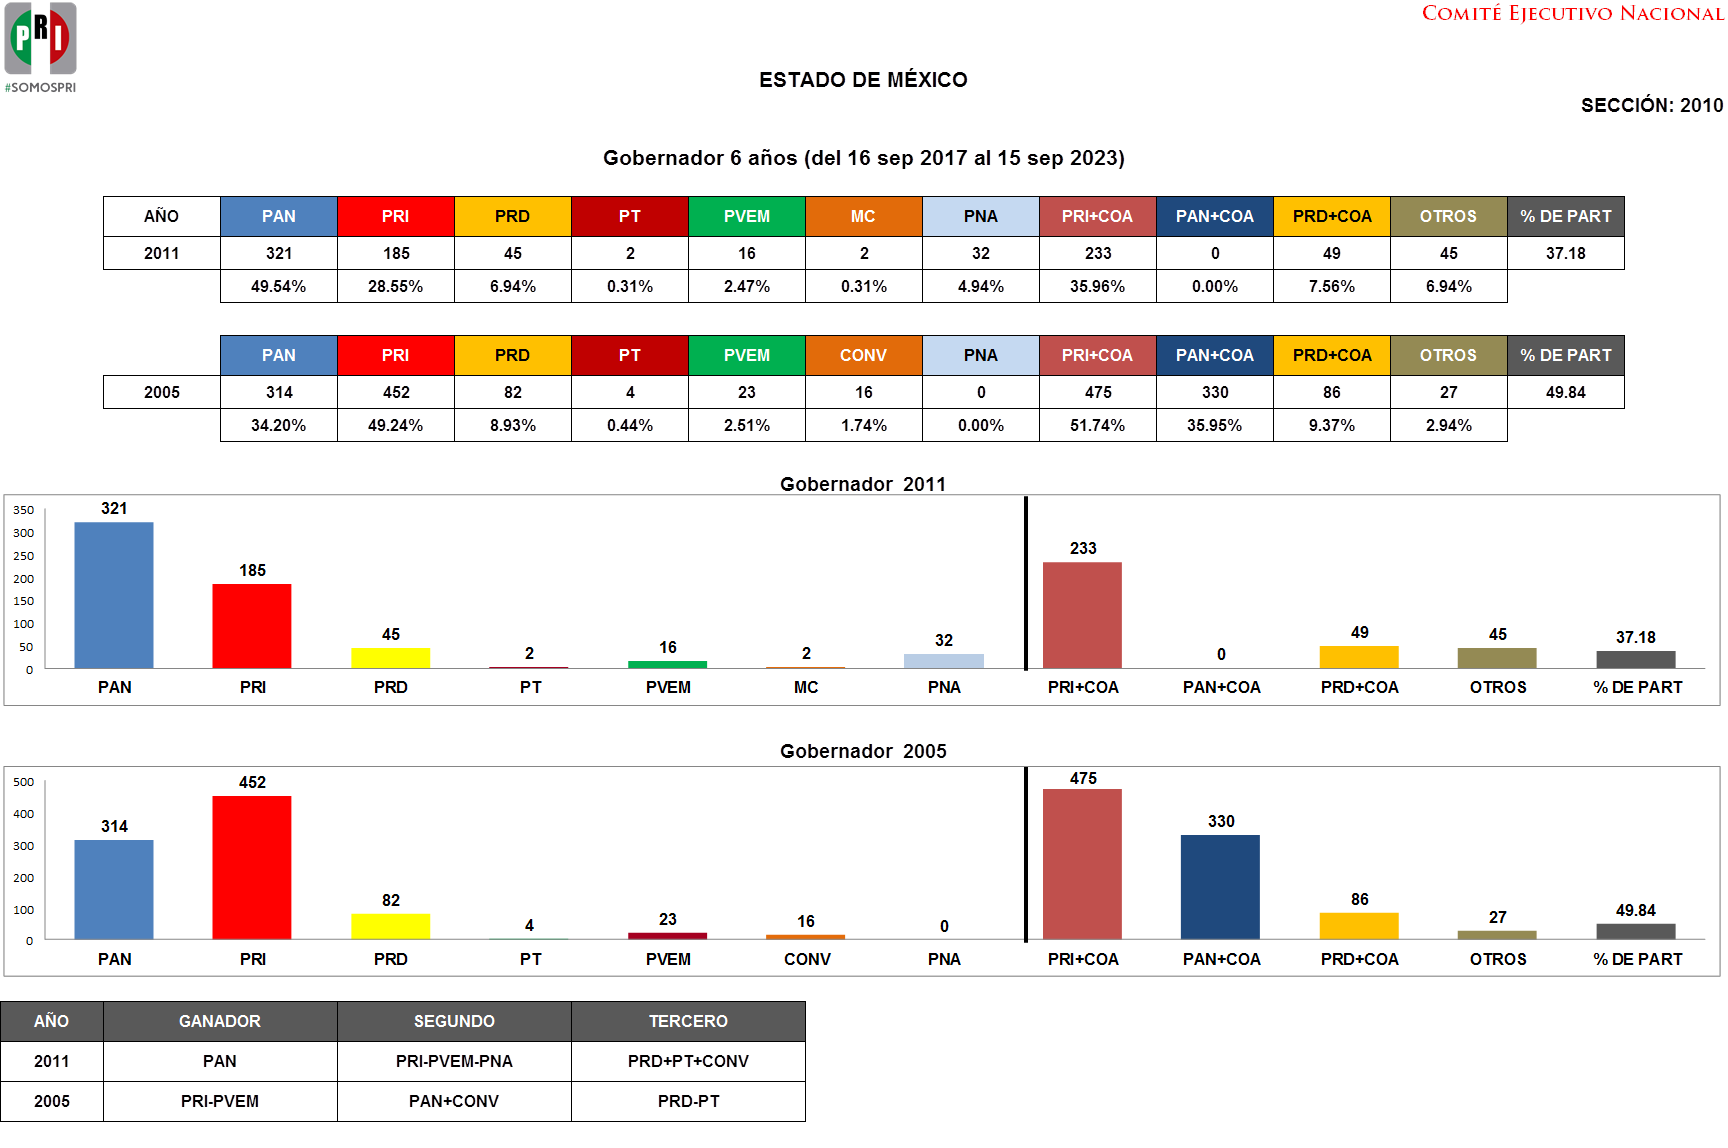 PRI
#SOMOSPRI
COMITÉ EJECUTIVO NACIONAL
ESTADO DE MÉXICO
SECCIÓN: 2010
Gobernador 6 años (del 16 sep 2017 al 15 sep 2023)
AÑO PAN PRI PRD PT PVEM MC PNA PRI+COA PAN+COA PRD+COA OTROS % DE PART
2011 321 185 45 2 16 2 32 233 0 49 45 37.18
49.54% 28.55% 6.94% 0.31% 2.47% 0.31% 4.94% 35.96% 0.00% 7.56% 6.94%
PAN PRI PRD PT PVEM CONV PNA PRI+COA PAN+COA PRD+COA OTROS % DE PART
2005 314 452 82 4 23 16 0 475 330 86 27 49.84
34.20% 49.24% 8.93% 0.44% 2.51% 1.74% 0.00% 51.74% 35.95% 9.37% 2.94%
Gobernador 2011
350
300
250
200
150
100
50
0
321 185 45 2 16 2 32 233 0 49 45 37.18
PAN PRI PRD PT PVEM MC PNA PRI+COA PAN+COA PRD+COA OTROS % DE PART
Gobernador 2005
500
400
300
200
100
0
314 452 82 4 23 16 0 475 330 86 27 49.84
PAN PRI PRD PT PVEM CONV PNA PRI+COA PAN+COA PRD+COA OTROS % DE PART
AÑO GANADOR SEGUNDO TERCERO
2011 PAN PRI-PVEM-PNA PRD+PT+CONV
2005 PRI-PVEM PAN+CONV PRD-PT